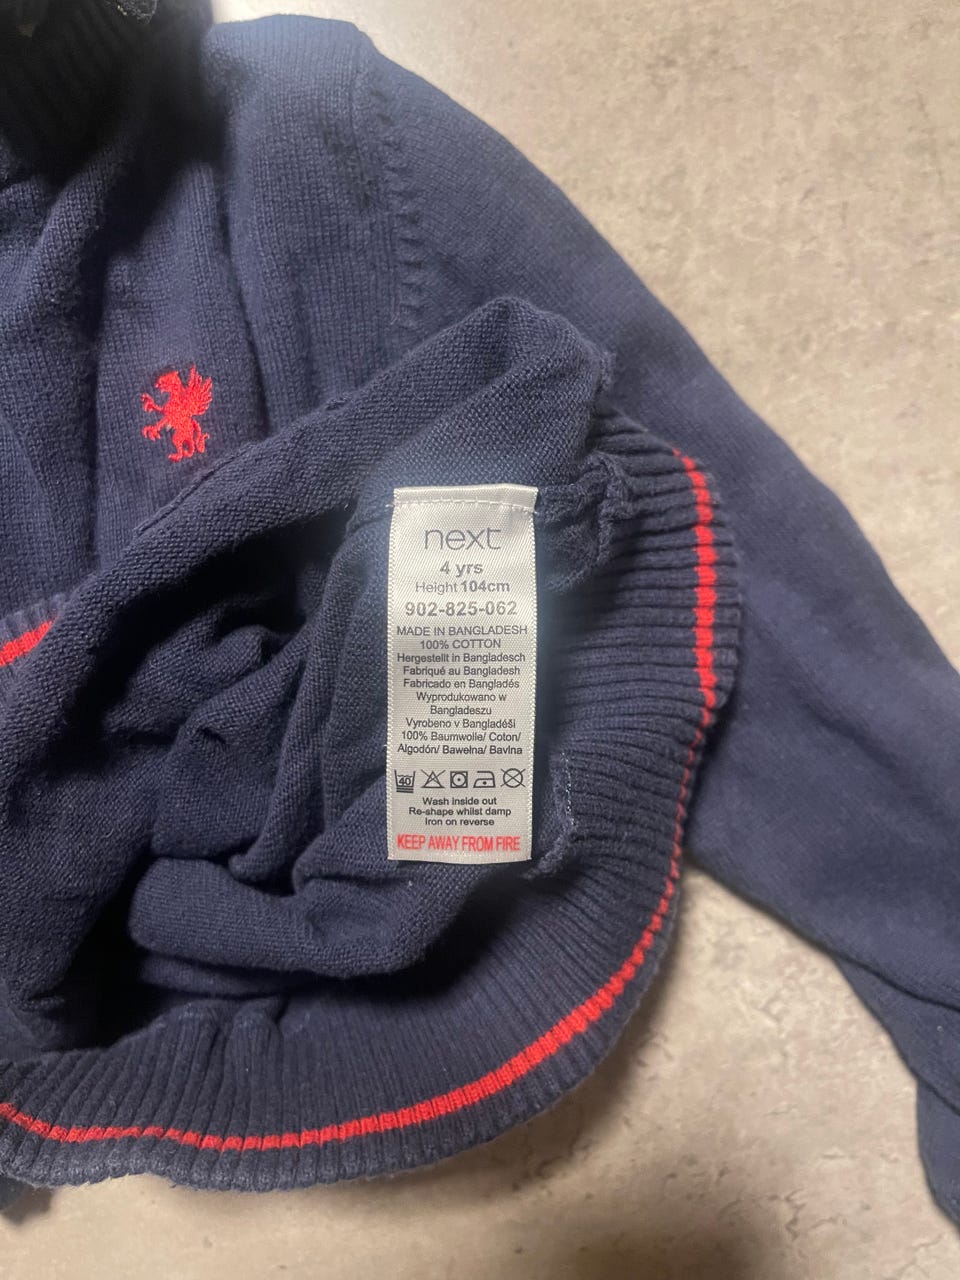 next
4 yrs
Height 104cm
902-825-062
MADE IN BANGLADESH
100% COTTON
Hergestellt in Bangladesch
Fabriqué au Bangladesh
Fabricado en Bangladés
Wyprodukowano w
Bangladeszu
Vyrobeno v Bangladéši
100% Baumwolle/ Coton/
Algodón/ Bawełna/ Bavlna
40
Wash inside out
Re-shape whilst damp
Iron on reverse
KEEP AWAY FROM FIRE